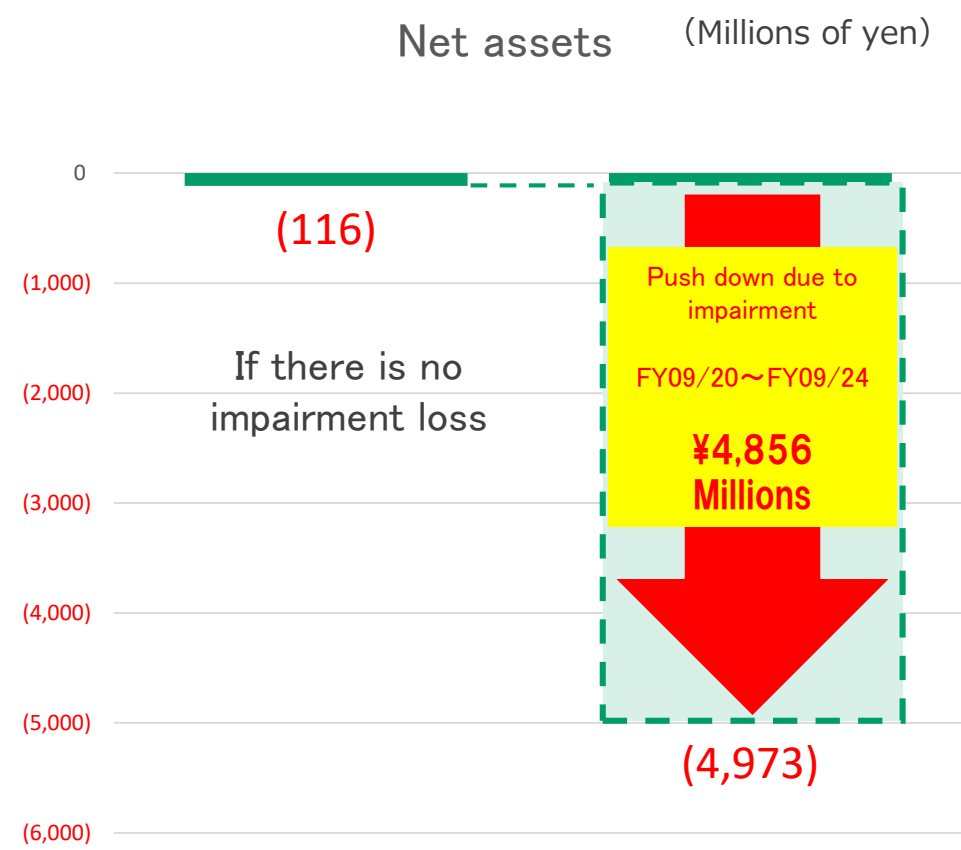 Net assets (Millions of yen)
0
(116)
(1,000)
Push down due to
impairment
If there is no
impairment loss
(2,000)
FY09/20～FY09/24
¥4,856
Millions
(3,000)
(4,000)
(5,000)
(4,973)
(6,000)